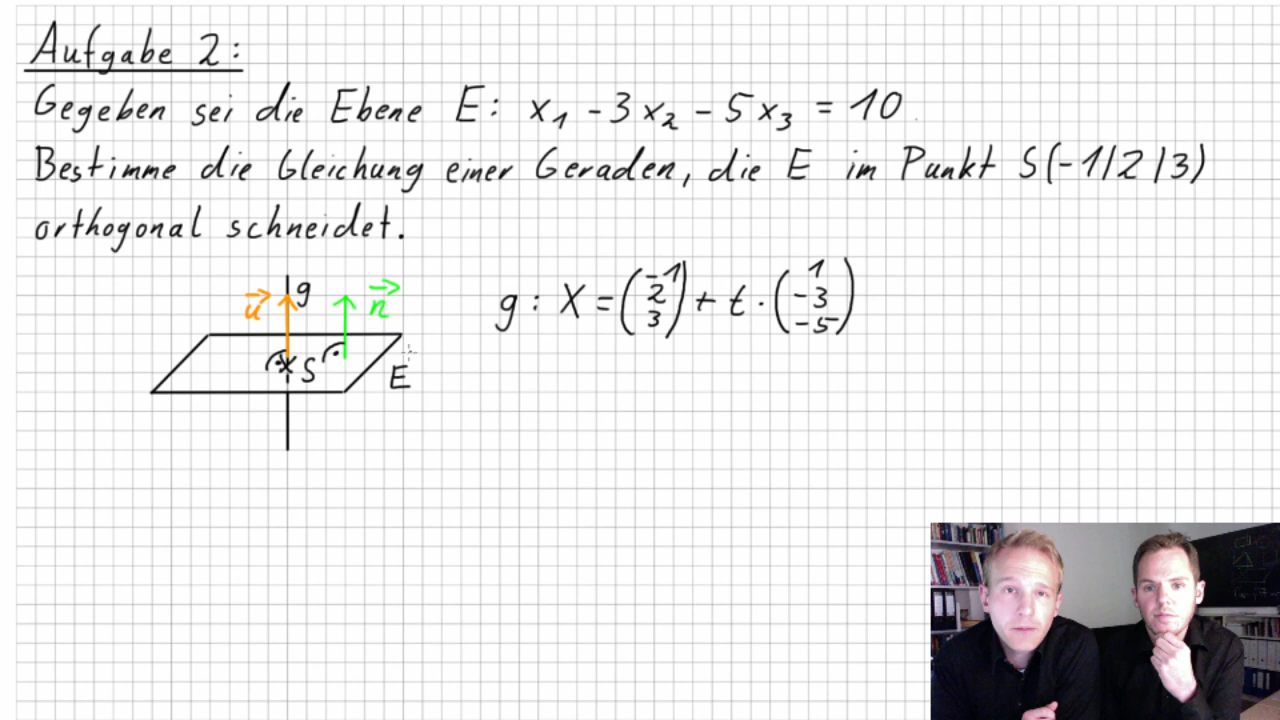 Aufgabe 2:
Gegeben sei die Ebene E: x₁ - 3x₂ - 5x₃ = 10
Bestimme die Gleichung einer Geraden, die E im Punkt S(-1/2/3)
orthogonal schneidet.
g
u⃗
n⃗
S
E
g: X = (-1 2 3) + t · (1 -3 -5)